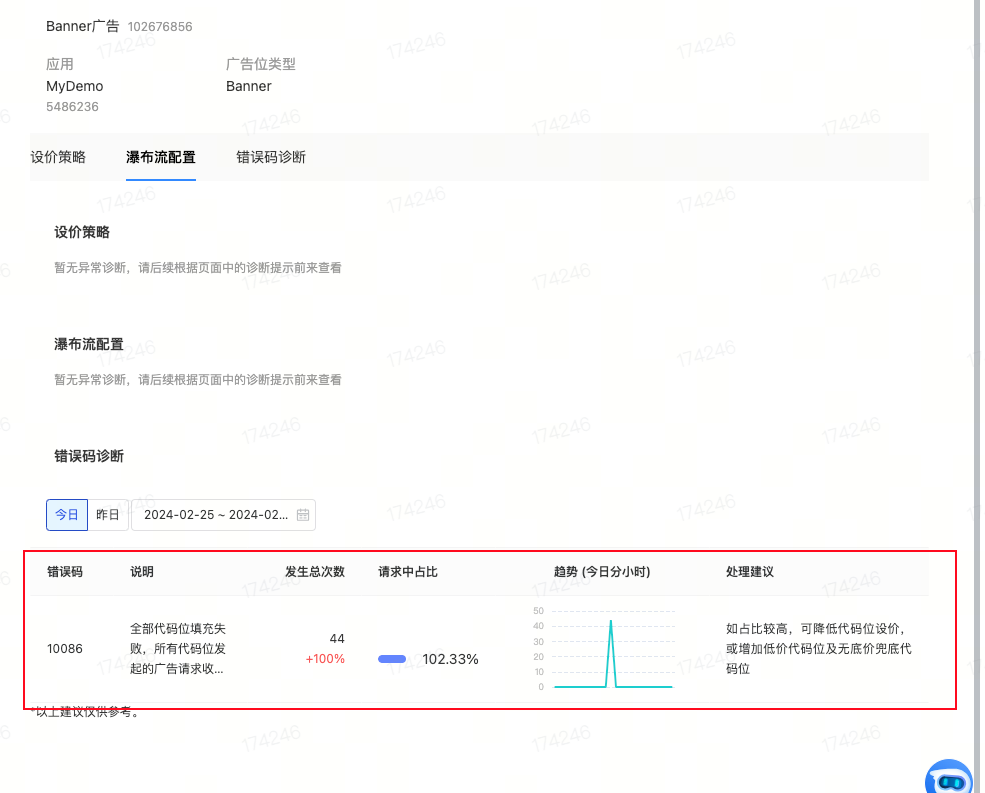 Banner广告 102676856
应用 广告位类型
MyDemo Banner
5486236
设价策略 瀑布流配置 错误码诊断
设价策略
暂无异常诊断，请后续根据页面中的诊断提示前来查看
瀑布流配置
暂无异常诊断，请后续根据页面中的诊断提示前来查看
错误码诊断
今日 昨日 2024-02-25 ~ 2024-02...
错误码 说明 发生总次数 请求中占比 趋势 (今日分小时) 处理建议
10086
全部代码位填充失
败，所有代码位发
起的广告请求收...
44
+100%
102.33%
50
40
30
20
10
0
如占比较高，可降低代码位设价，
或增加低价代码位及无底价兜底代
码位
*以上建议仅供参考。
174246